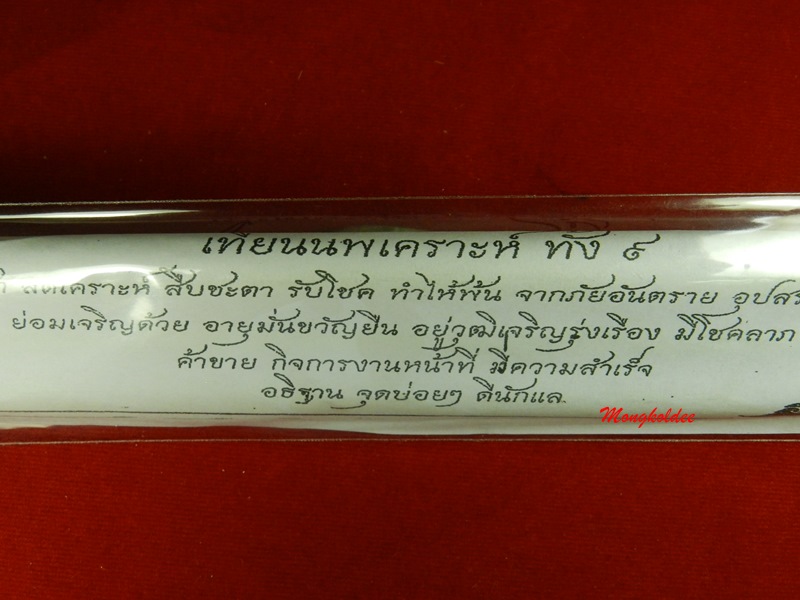 เทียนนพเคราะห์ ทั้ง ๙
สดเคราะห์ สืบชะตา รับโชค ทำให้พ้น จากภัยอันตราย อุปสร
ย่อมเจริญด้วย อายุมั่นขวัญยืน อยู่วุฒิเจริญรุ่งเรือง มีโชคลาภ
ค้าขาย กิจการงานหน้าที่ มีความสำเร็จ
อธิฐาน จุดบ่อยๆ ดีนักแล
Mongkoldee